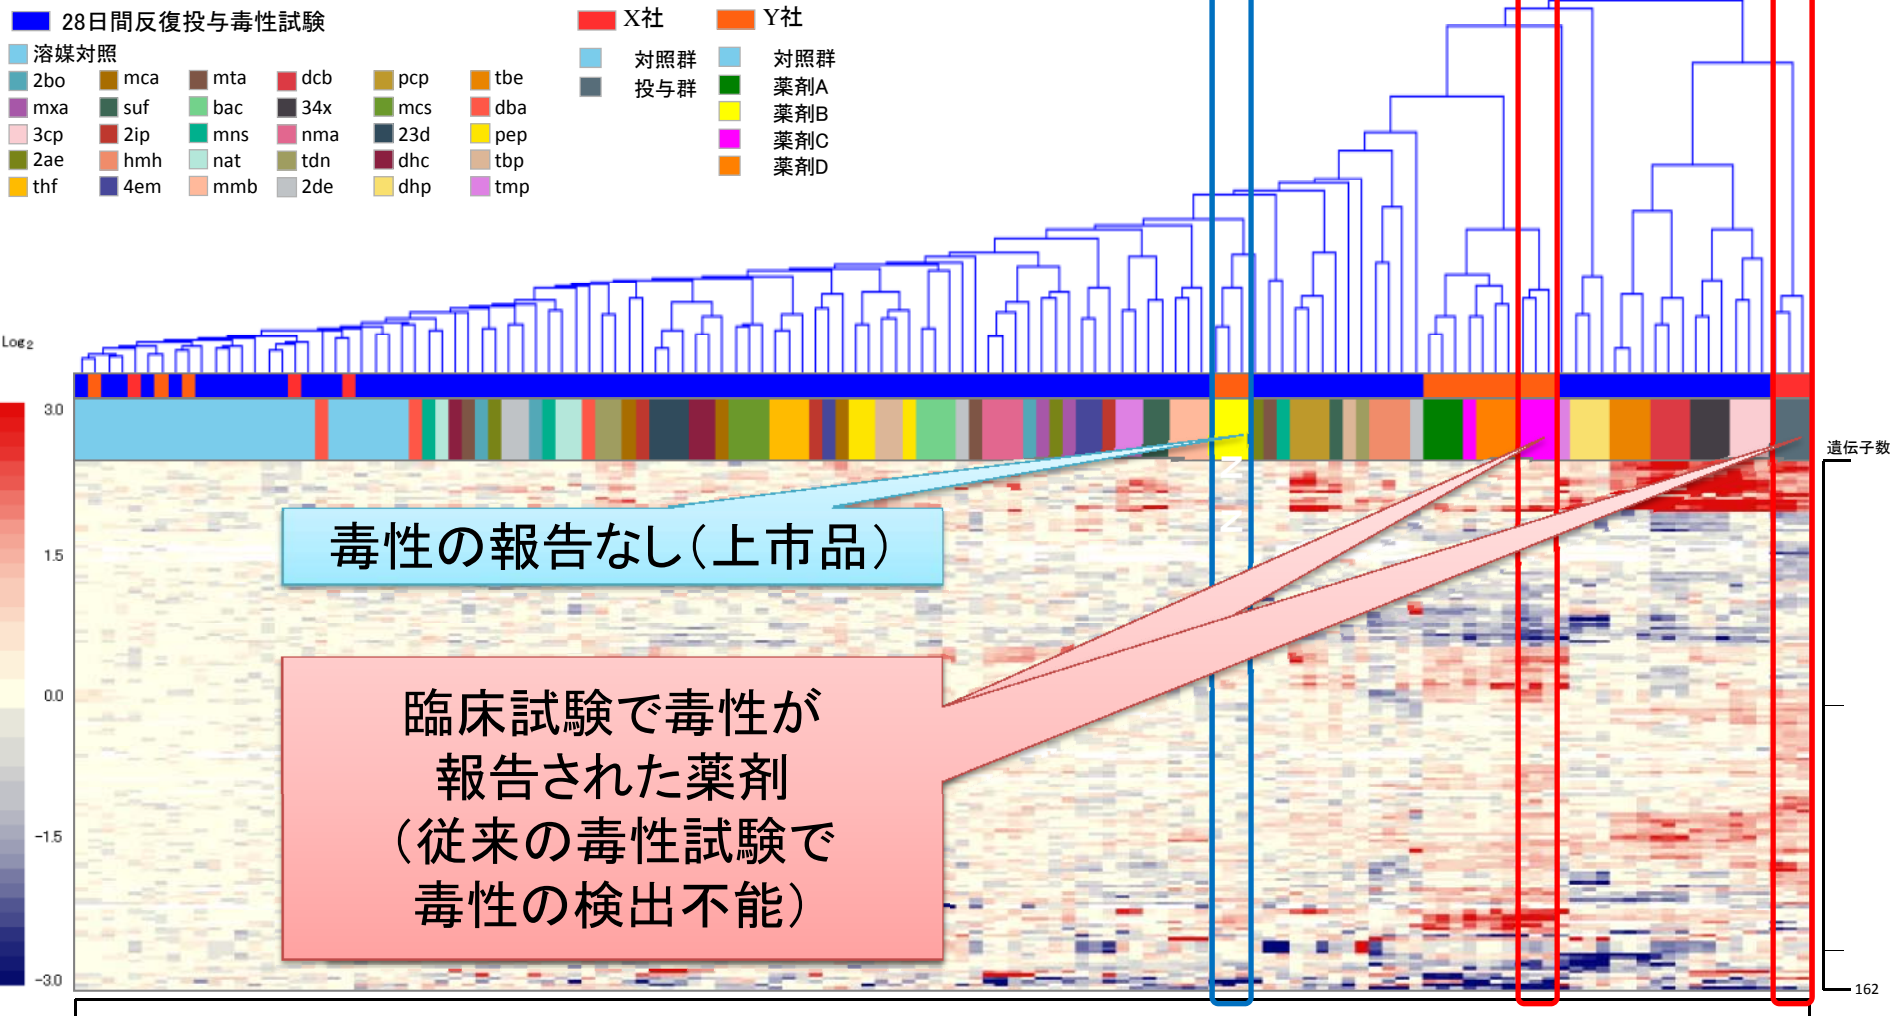 28日間反復投与毒性試験
X社
Y社
溶媒対照
対照群
対照群
投与群
薬剤A
薬剤B
薬剤C
薬剤D
2bo
mca
mta
dcb
pcp
tbe
mxa
suf
bac
34x
mcs
dba
3cp
2ip
mns
nma
23d
pep
2ae
hmh
nat
tdn
dhc
tbp
thf
4em
mmb
2de
dhp
tmp
Log2
3.0
1.5
0.0
-1.5
-3.0
遺伝子数
162
毒性の報告なし（上市品）
臨床試験で毒性が
報告された薬剤
（従来の毒性試験で
毒性の検出不能）